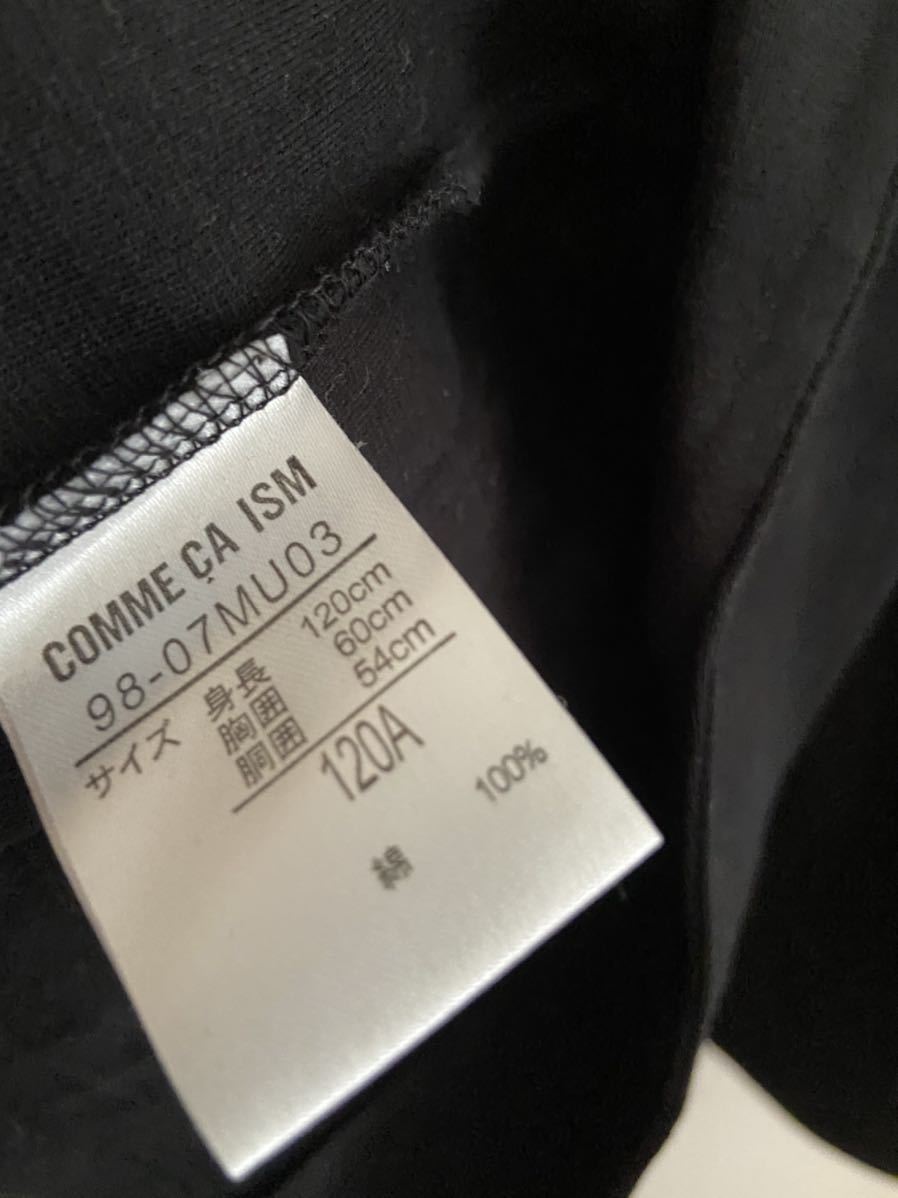 COMME ÇA ISM
98-07MU03
サイズ 身長 120cm
胸囲 60cm
胴囲 54cm
120A
綿 100%